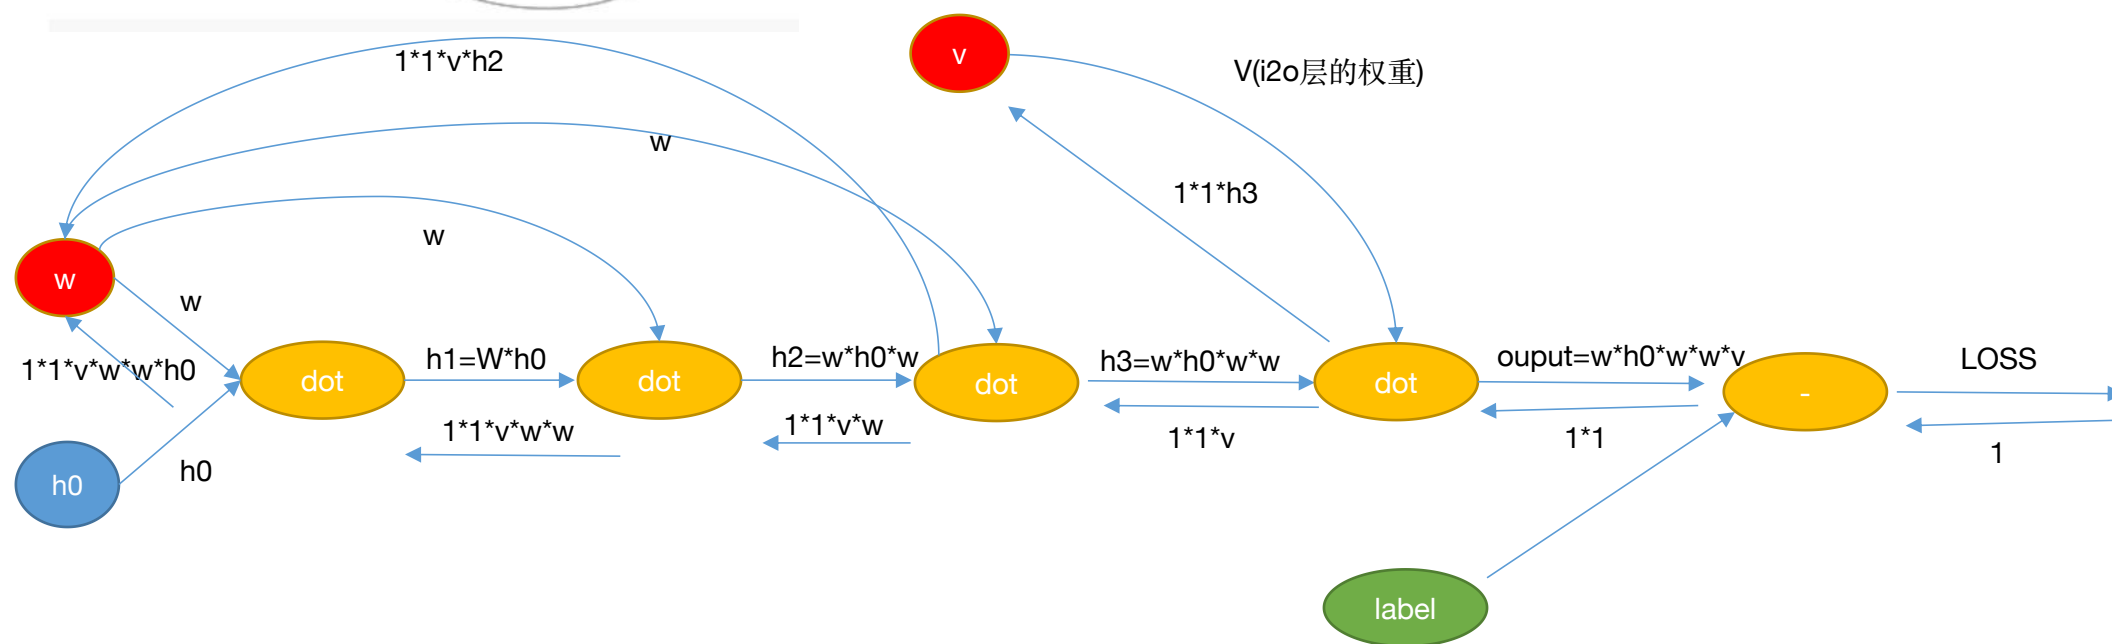 1*1*v*h2
v
V(i2o层的权重)
w
1*1*h3
w
w
w
1*1*v*w*w*h0
dot
h1=W*h0
dot
h2=w*h0*w
dot
h3=w*h0*w*w
dot
ouput=w*h0*w*w*v
-
LOSS
1*1*v*w*w
1*1*v*w
1*1*v
1*1
1
h0
h0
label